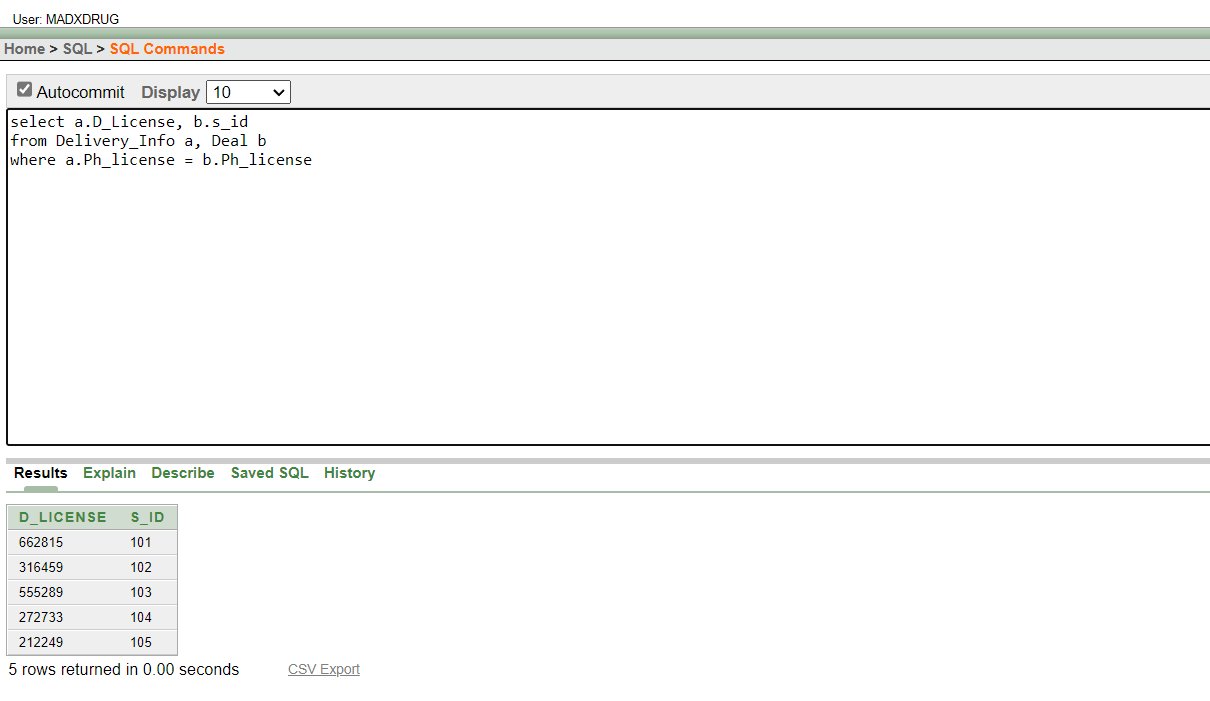 User: MADXDRUG
Home > SQL > SQL Commands
Autocommit Display 10
select a.D_License, b.s_id
from Delivery_Info a, Deal b
where a.Ph_license = b.Ph_license
Results Explain Describe Saved SQL History
D_LICENSE S_ID
662815 101
316459 102
555289 103
272733 104
212249 105
5 rows returned in 0.00 seconds CSV Export